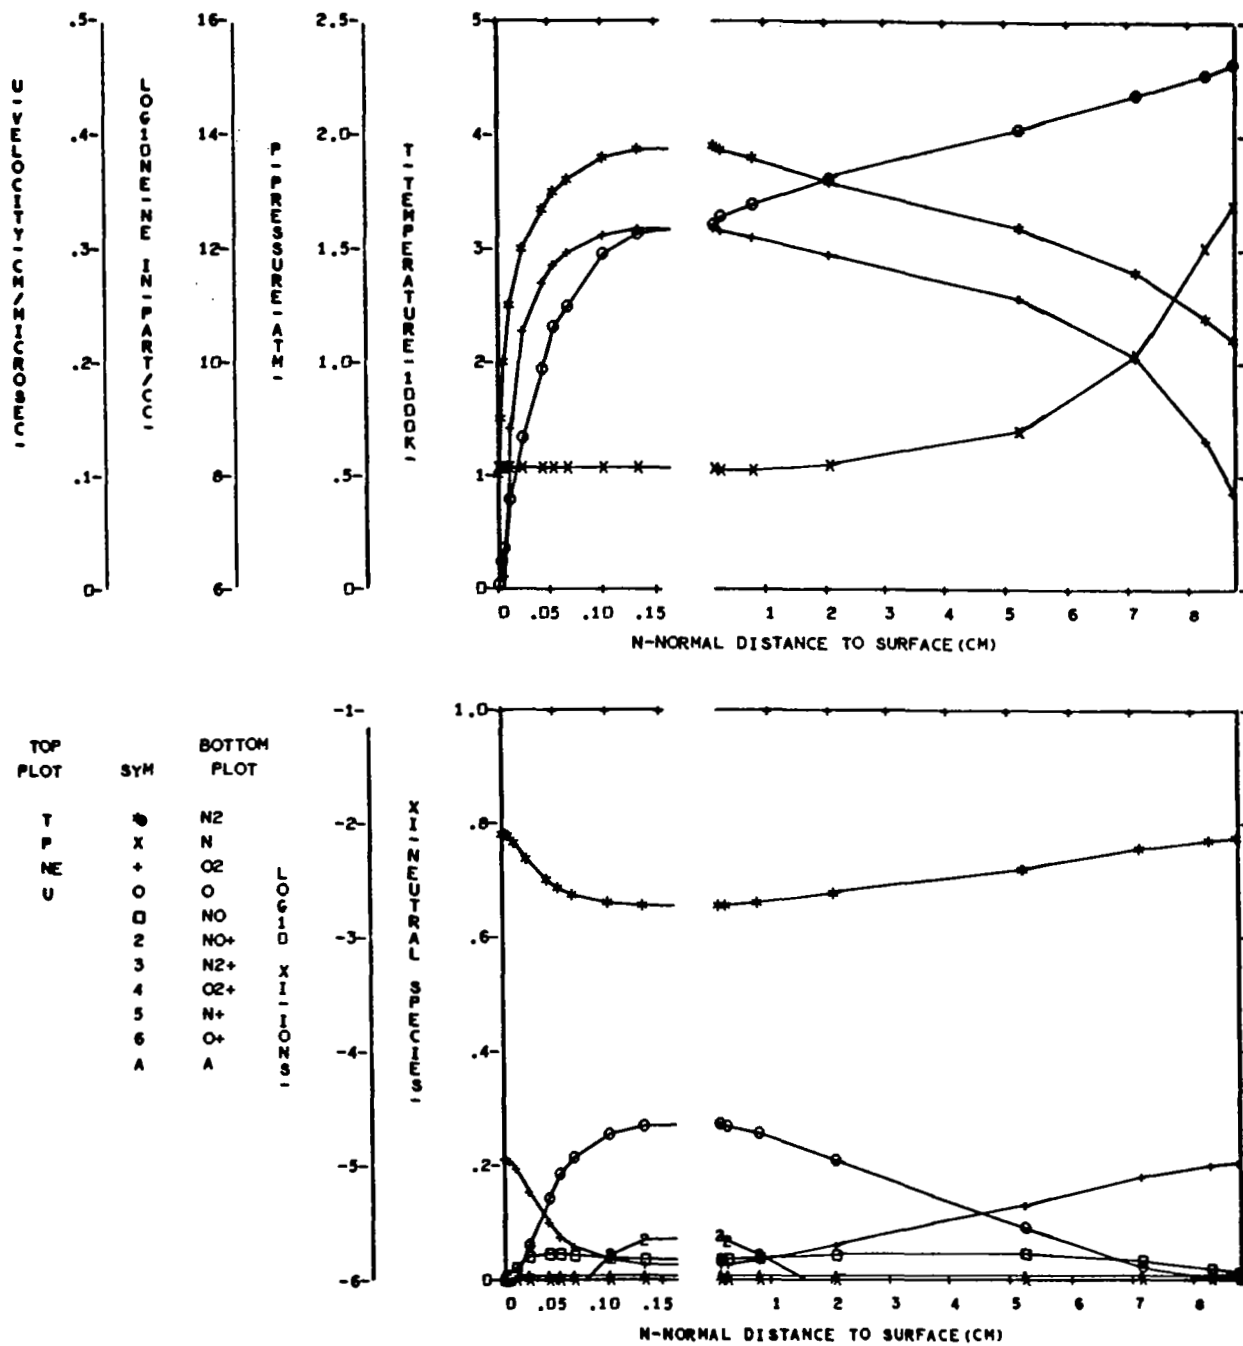 .5- 16- 2.5- 5
.4- 14- 2.0- 4-
.3- 12- 1.5- 3-
.2- 10- 1.0- 2-
.1- 8- 0.5- 1
0- 6- 0- 0
U-VELOCITY-CM/MICROSEC-
LOG10NE-NE IN-PART/CC-
P-PRESSURE-ATM-
T-TEMPERATURE-1000K-
0 .05 .10 .15 1 2 3 4 5 6 7 8
N-NORMAL DISTANCE TO SURFACE(CM)
-1- 1.0
-2- .8
-3- .6
-4- .4
-5- .2
-6- 0
TOP BOTTOM
PLOT SYM PLOT
T * N2
P X N
NE + O2
U O O
□ NO
2 NO+
3 N2+
4 O2+
5 N+
6 O+
A A
LOG10 XI-IONS-
XI-NEUTRAL SPECIES-
2 2 2
0 .05 .10 .15 1 2 3 4 5 6 7 8
N-NORMAL DISTANCE TO SURFACE(CM)